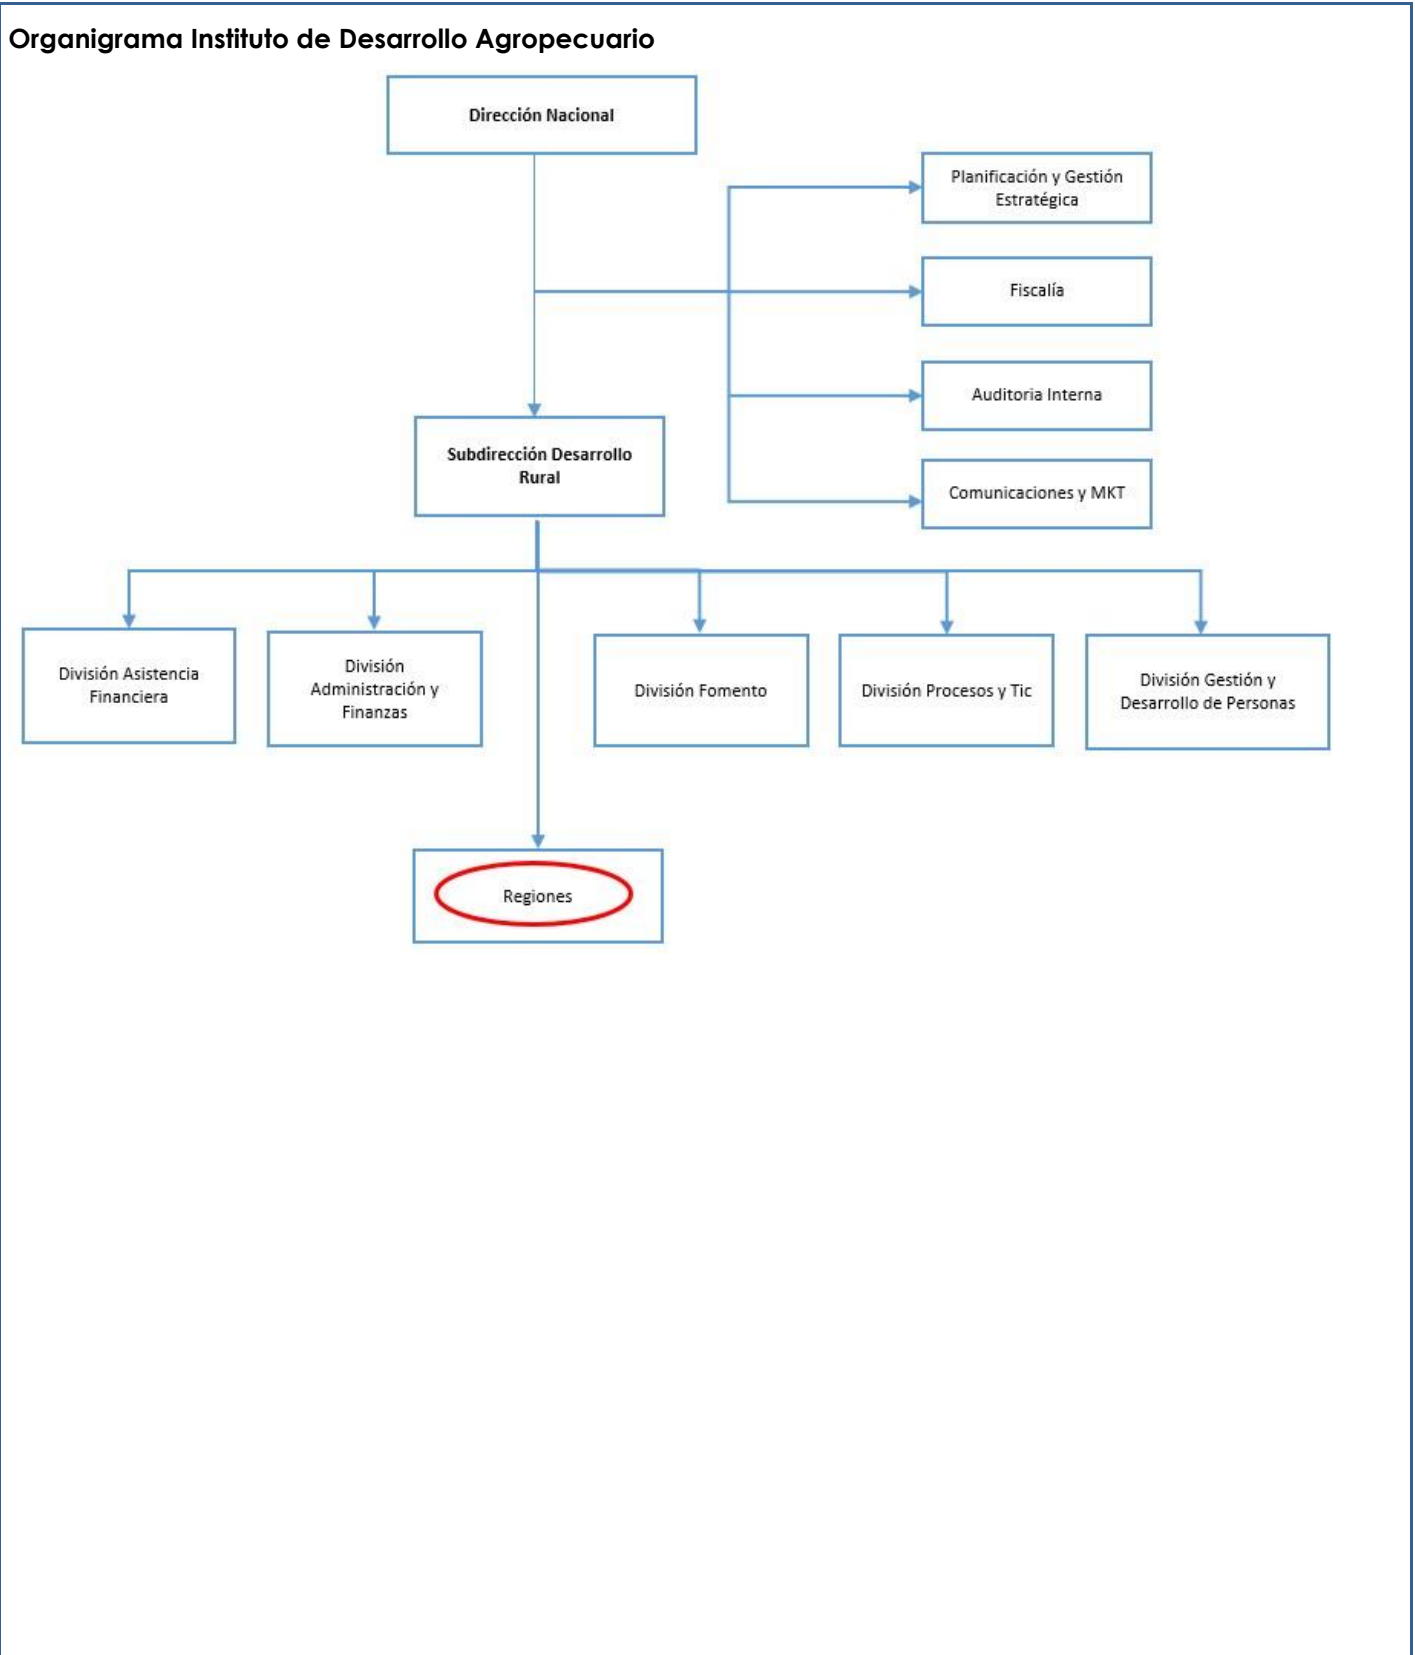 Organigrama Instituto de Desarrollo Agropecuario
Dirección Nacional
Planificación y Gestión
Estratégica
Fiscalía
Auditoria Interna
Subdirección Desarrollo
Rural
Comunicaciones y MKT
División Asistencia
Financiera
División
Administración y
Finanzas
División Fomento
División Procesos y Tic
División Gestión y
Desarrollo de Personas
Regiones